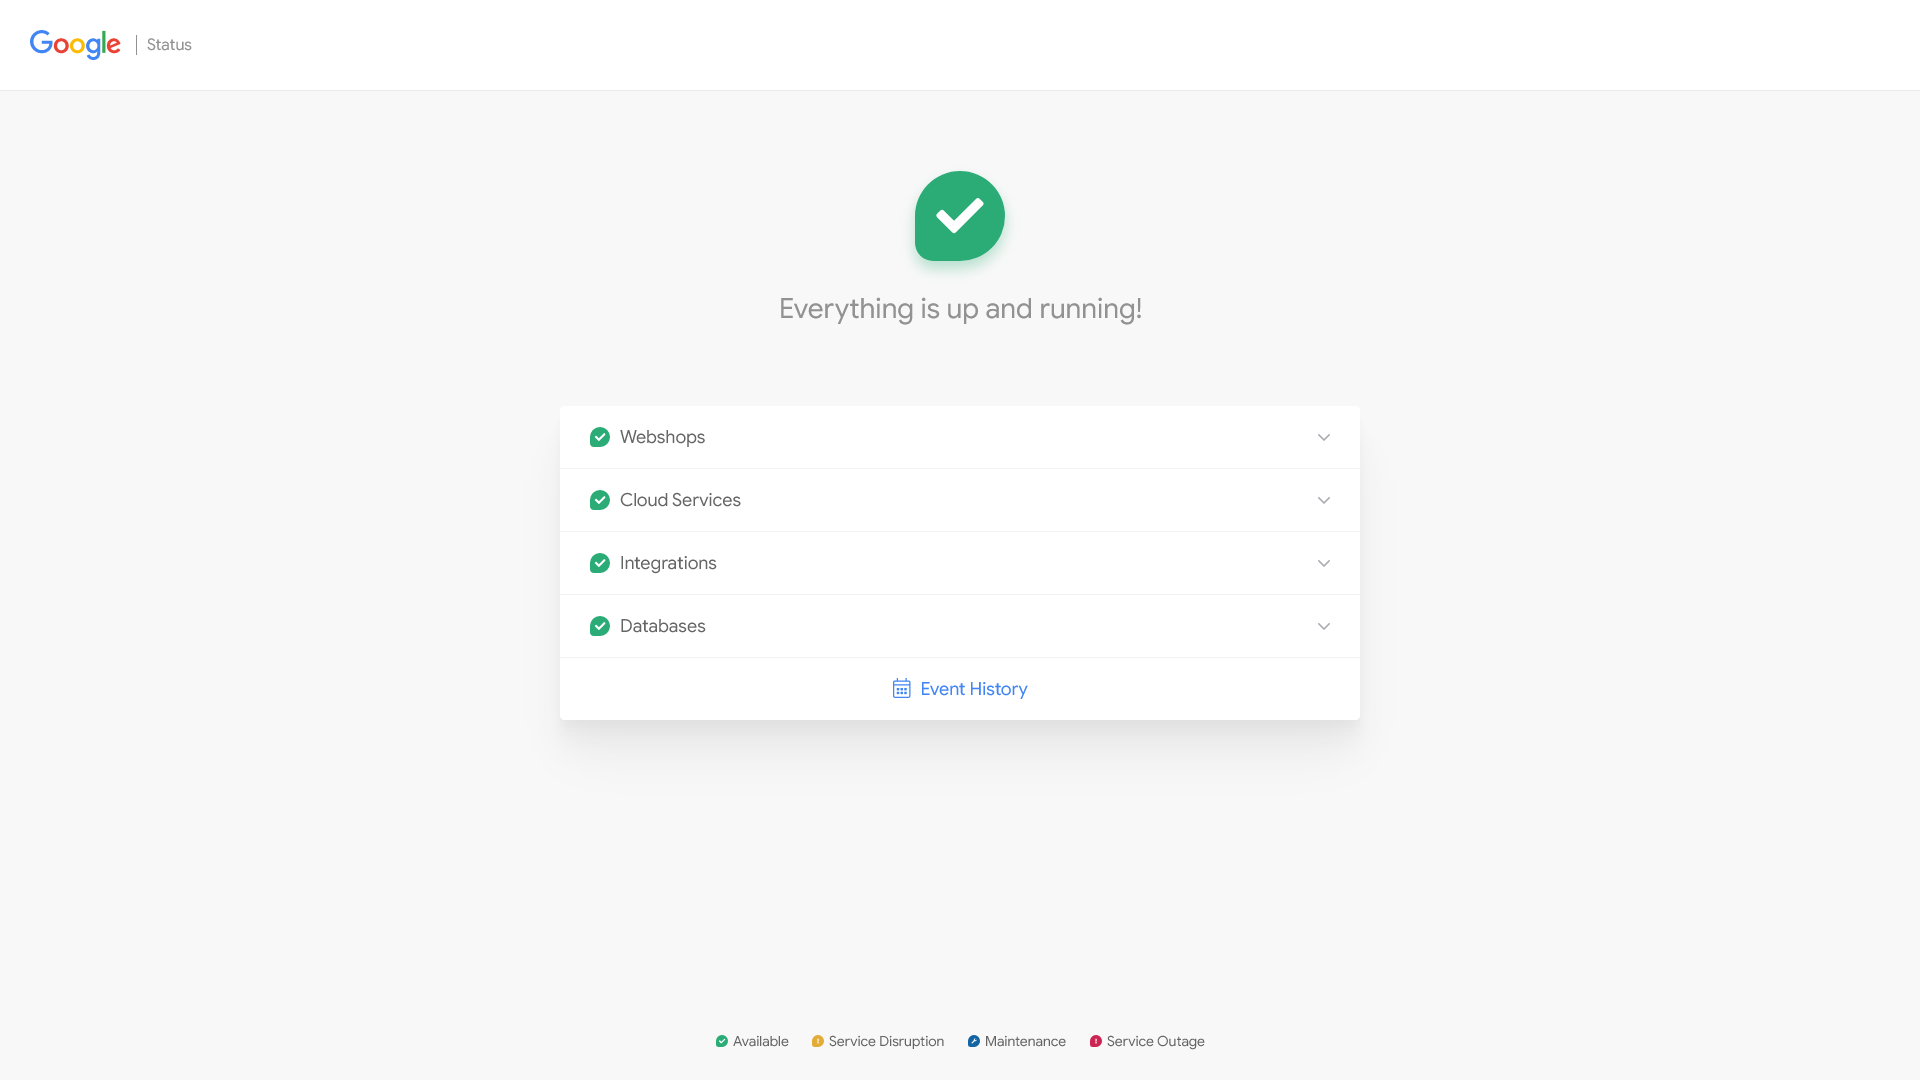 Google | Status
Everything is up and running!
Webshops
Cloud Services
Integrations
Databases
Event History
Available Service Disruption Maintenance Service Outage